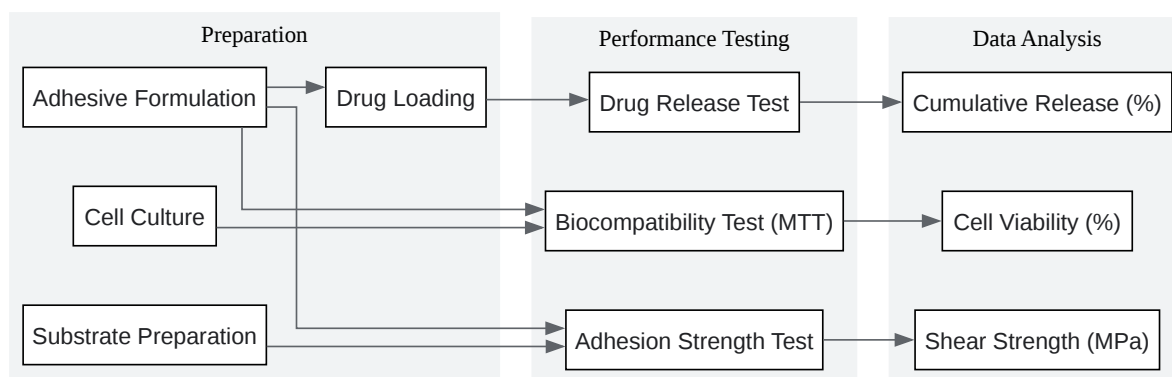 Preparation
Performance Testing
Data Analysis
Adhesive Formulation
Drug Loading
Drug Release Test
Cumulative Release (%)
Cell Culture
Biocompatibility Test (MTT)
Cell Viability (%)
Substrate Preparation
Adhesion Strength Test
Shear Strength (MPa)